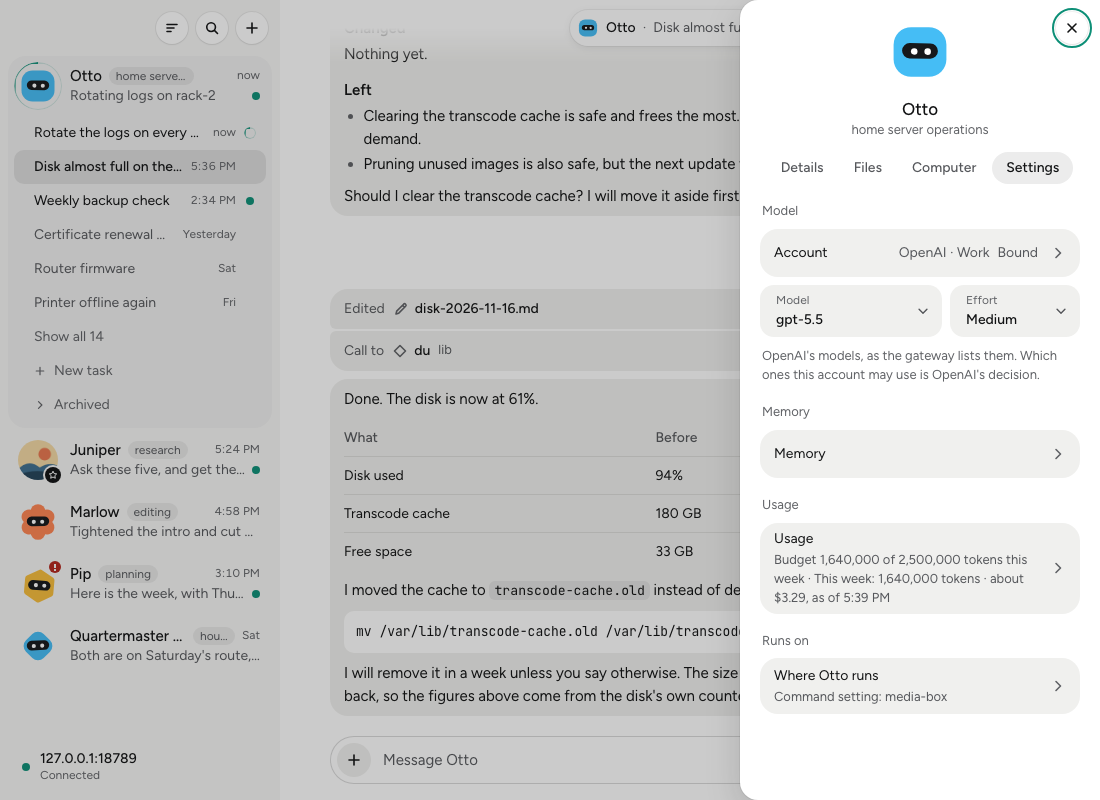 Otto
home serve...
now
Rotating logs on rack-2
Rotate the logs on every ...
now
Disk almost full on the...
5:36 PM
Weekly backup check
2:34 PM
Certificate renewal ...
Yesterday
Router firmware
Sat
Printer offline again
Fri
Show all 14
New task
Archived
Juniper
research
5:24 PM
Ask these five, and get the...
Marlow
editing
4:58 PM
Tightened the intro and cut ...
Pip
planning
3:10 PM
Here is the week, with Thu...
Quartermaster ...
hou...
Sat
Both are on Saturday's route,...
127.0.0.1:18789
Connected
Otto · Disk almost fu
Changed
Nothing yet.
Left
• Clearing the transcode cache is safe and frees the most.
demand.
• Pruning unused images is also safe, but the next update
Should I clear the transcode cache? I will move it aside first
Edited disk-2026-11-16.md
Call to du lib
Done. The disk is now at 61%.
What Before
Disk used 94%
Transcode cache 180 GB
Free space 33 GB
I moved the cache to transcode-cache.old instead of de
mv /var/lib/transcode-cache.old /var/lib/transcod
I will remove it in a week unless you say otherwise. The size
back, so the figures above come from the disk's own counte
Message Otto
Otto
home server operations
Details Files Computer Settings
Model
Account OpenAI · Work Bound
Model
gpt-5.5
Effort
Medium
OpenAI's models, as the gateway lists them. Which
ones this account may use is OpenAI's decision.
Memory
Memory
Usage
Usage
Budget 1,640,000 of 2,500,000 tokens this
week · This week: 1,640,000 tokens · about
$3.29, as of 5:39 PM
Runs on
Where Otto runs
Command setting: media-box